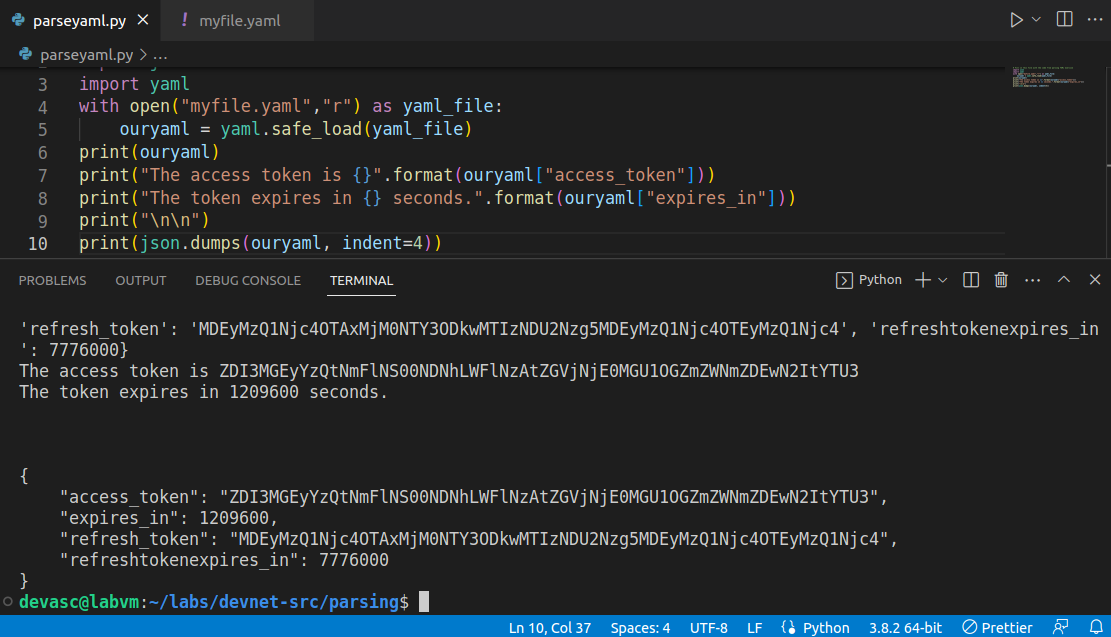 parseyaml.py
! myfile.yaml
parseyaml.py > ...
3 import yaml
4 with open("myfile.yaml","r") as yaml_file:
5     ouryaml = yaml.safe_load(yaml_file)
6 print(ouryaml)
7 print("The access token is {}".format(ouryaml["access_token"]))
8 print("The token expires in {} seconds.".format(ouryaml["expires_in"]))
9 print("\n\n")
10 print(json.dumps(ouryaml, indent=4))
PROBLEMS OUTPUT DEBUG CONSOLE TERMINAL Python
'refresh_token': 'MDEyMzQ1Njc4OTAxMjM0NTY3ODkwMTIzNDU2Nzg5MDEyMzQ1Njc4OTEyMzQ1Njc4', 'refreshtokenexpires_in
': 7776000}
The access token is ZDI3MGEyYzQtNmFlNS00NDNhLWFlNzAtZGVjNjE0MGU1OGZmZWNmZDEwN2ItYTU3
The token expires in 1209600 seconds.
{
    "access_token": "ZDI3MGEyYzQtNmFlNS00NDNhLWFlNzAtZGVjNjE0MGU1OGZmZWNmZDEwN2ItYTU3",
    "expires_in": 1209600,
    "refresh_token": "MDEyMzQ1Njc4OTAxMjM0NTY3ODkwMTIzNDU2Nzg5MDEyMzQ1Njc4OTEyMzQ1Njc4",
    "refreshtokenexpires_in": 7776000
}
devasc@labvm:~/labs/devnet-src/parsing$
Ln 10, Col 37 Spaces: 4 UTF-8 LF Python 3.8.2 64-bit Prettier